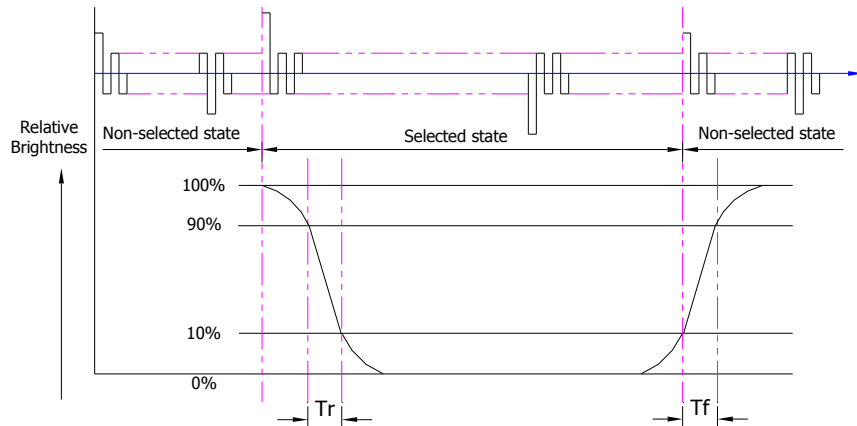 Relative
Brightness
Non-selected state
Selected state
Non-selected state
100%
90%
10%
0%
Tr
Tf